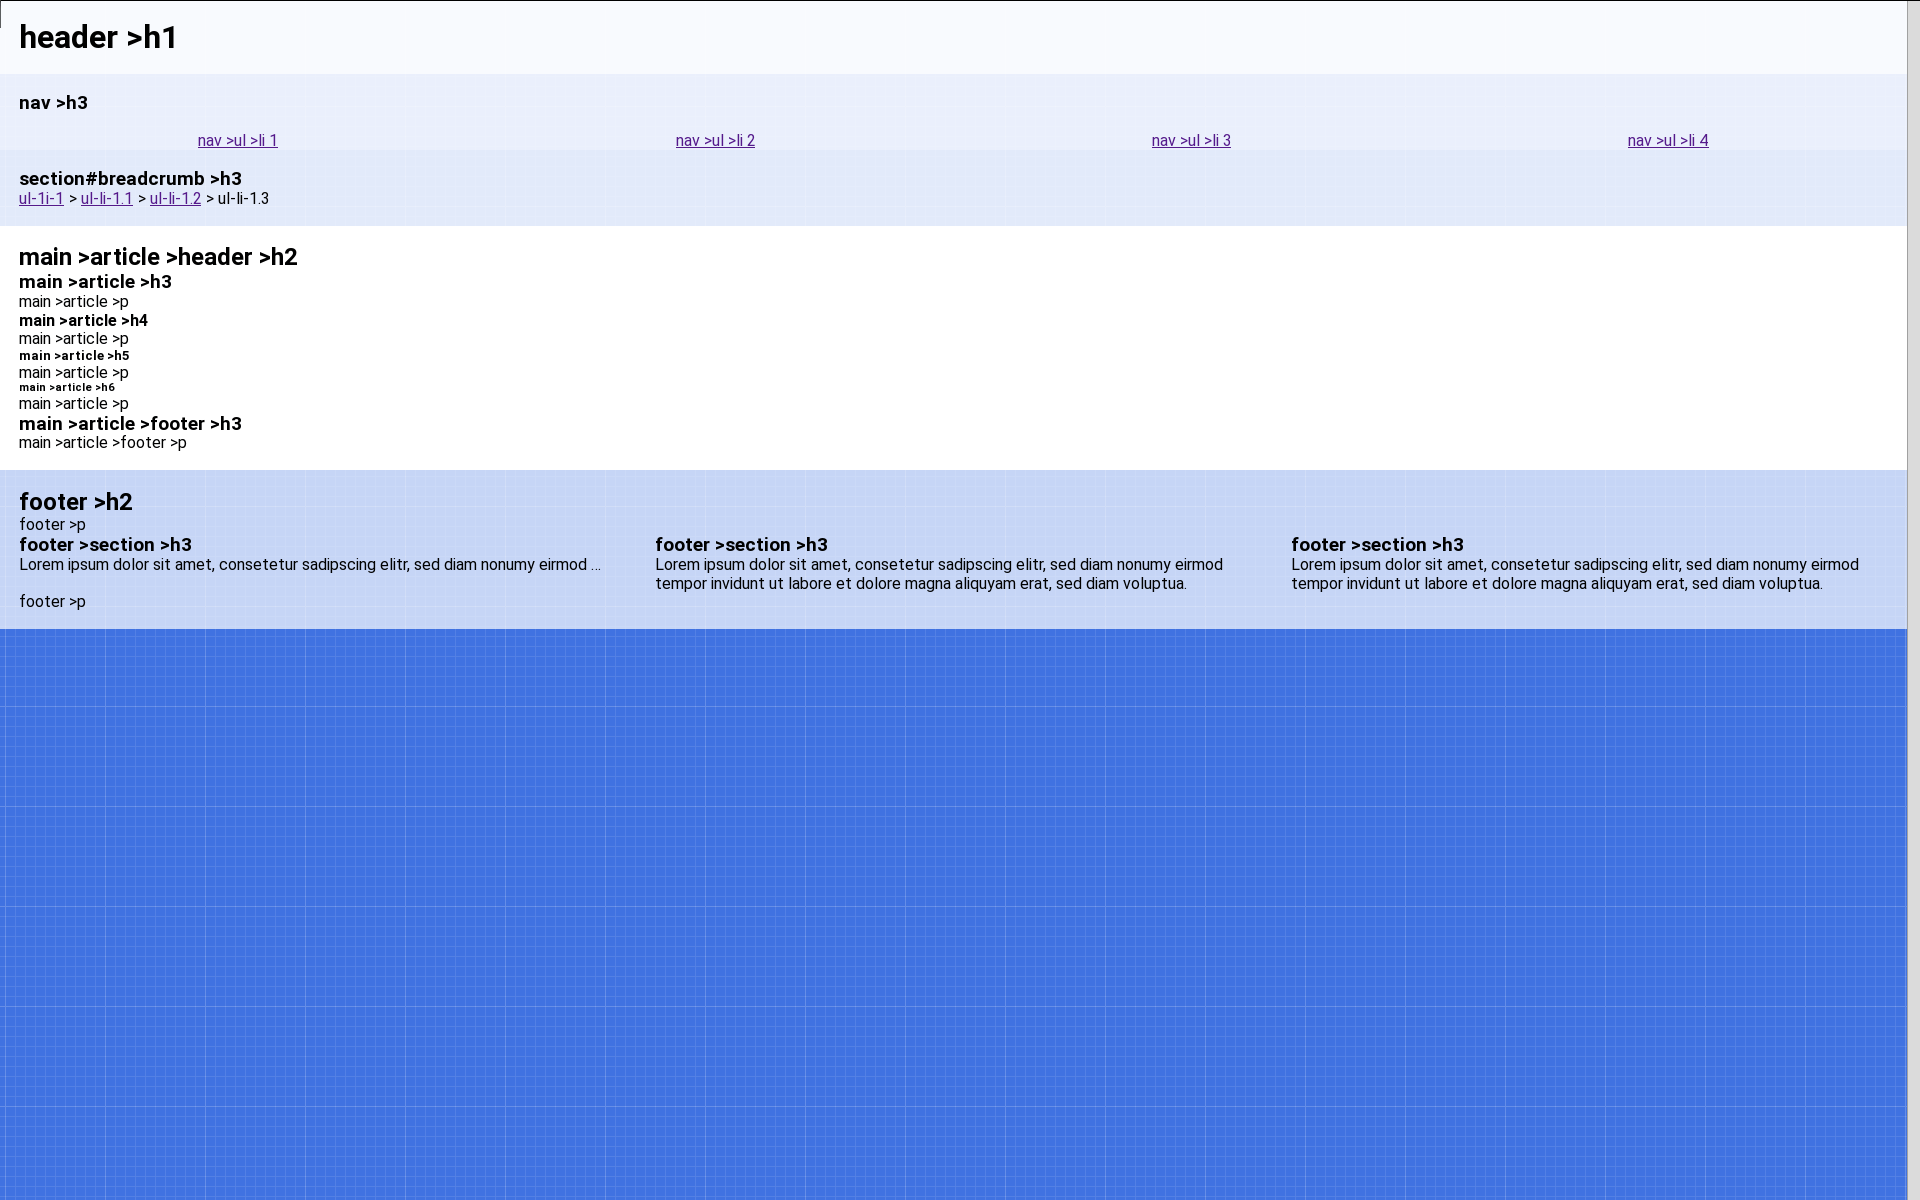 header >h1
nav >h3
nav >ul >li 1 nav >ul >li 2 nav >ul >li 3 nav >ul >li 4
section#breadcrumb >h3
ul-1i-1 > ul-li-1.1 > ul-li-1.2 > ul-li-1.3
main >article >header >h2
main >article >h3
main >article >p
main >article >h4
main >article >p
main >article >h5
main >article >p
main >article >h6
main >article >p
main >article >footer >h3
main >article >footer >p
footer >h2
footer >p
footer >section >h3
Lorem ipsum dolor sit amet, consetetur sadipscing elitr, sed diam nonumy eirmod ...
footer >section >h3
Lorem ipsum dolor sit amet, consetetur sadipscing elitr, sed diam nonumy eirmod
tempor invidunt ut labore et dolore magna aliquyam erat, sed diam voluptua.
footer >section >h3
Lorem ipsum dolor sit amet, consetetur sadipscing elitr, sed diam nonumy eirmod
tempor invidunt ut labore et dolore magna aliquyam erat, sed diam voluptua.
footer >p